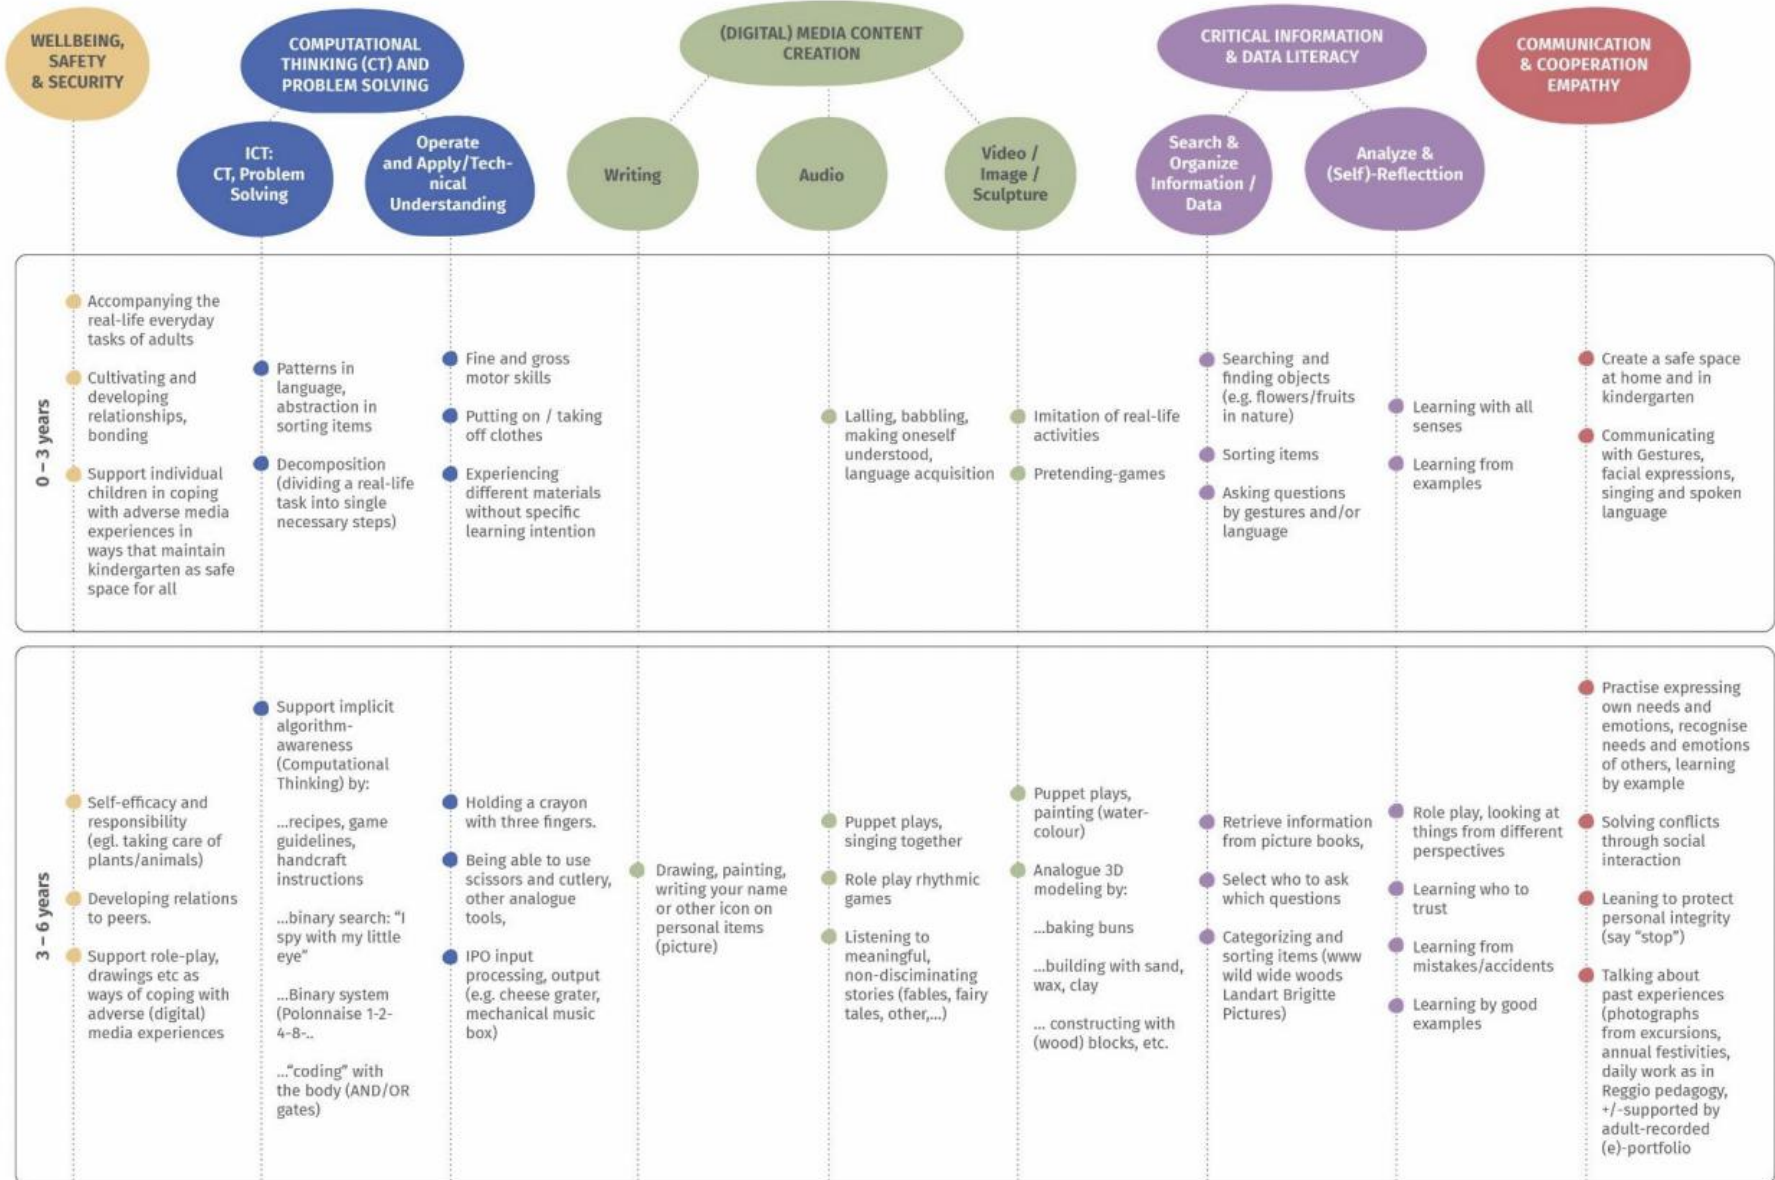 WELLBEING,
SAFETY
& SECURITY
COMPUTATIONAL
THINKING (CT) AND
PROBLEM SOLVING
(DIGITAL) MEDIA CONTENT
CREATION
CRITICAL INFORMATION
& DATA LITERACY
COMMUNICATION
& COOPERATION
EMPATHY
ICT:
CT, Problem
Solving
Operate
and Apply/Tech-
nical
Understanding
Writing
Audio
Video /
Image /
Sculpture
Search &
Organize
Information /
Data
Analyze &
(Self)-Reflecttion
0 – 3 years
Accompanying the
real-life everyday
tasks of adults
Cultivating and
developing
relationships,
bonding
Support individual
children in coping
with adverse media
experiences in
ways that maintain
kindergarten as safe
space for all
Patterns in
language,
abstraction in
sorting items
Decomposition
(dividing a real-life
task into single
necessary steps)
Fine and gross
motor skills
Putting on / taking
off clothes
Experiencing
different materials
without specific
learning intention
Lalling, babbling,
making oneself
understood,
language acquisition
Imitation of real-life
activities
Pretending-games
Searching and
finding objects
(e.g. flowers/fruits
in nature)
Sorting items
Asking questions
by gestures and/or
language
Learning with all
senses
Learning from
examples
Create a safe space
at home and in
kindergarten
Communicating
with Gestures,
facial expressions,
singing and spoken
language
3 – 6 years
Self-efficacy and
responsibility
(egl. taking care of
plants/animals)
Developing relations
to peers.
Support role-play,
drawings etc as
ways of coping with
adverse (digital)
media experiences
Support implicit
algorithm-
awareness
(Computational
Thinking) by:
...recipes, game
guidelines,
handcraft
instructions
...binary search: “I
spy with my little
eye”
...Binary system
(Polonnaise 1-2-
4-8-..
...“coding” with
the body (AND/OR
gates)
Holding a crayon
with three fingers.
Being able to use
scissors and cutlery,
other analogue
tools,
IPO input
processing, output
(e.g. cheese grater,
mechanical music
box)
Drawing, painting,
writing your name
or other icon on
personal items
(picture)
Puppet plays,
singing together
Role play rhythmic
games
Listening to
meaningful,
non-disciminating
stories (fables, fairy
tales, other,...)
Puppet plays,
painting (water-
colour)
Analogue 3D
modeling by:
...baking buns
...building with sand,
wax, clay
... constructing with
(wood) blocks, etc.
Retrieve information
from picture books,
Select who to ask
which questions
Categorizing and
sorting items (www
wild wide woods
Landart Brigitte
Pictures)
Role play, looking at
things from different
perspectives
Learning who to
trust
Learning from
mistakes/accidents
Learning by good
examples
Practise expressing
own needs and
emotions, recognise
needs and emotions
of others, learning
by example
Solving conflicts
through social
interaction
Leaning to protect
personal integrity
(say “stop”)
Talking about
past experiences
(photographs
from excursions,
annual festivities,
daily work as in
Reggio pedagogy,
+/-supported by
adult-recorded
(e)-portfolio